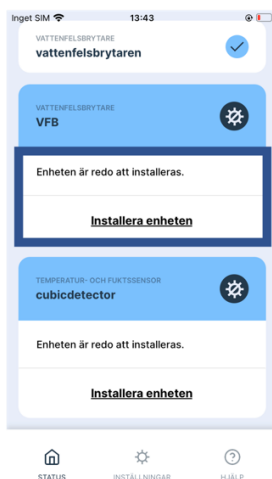 Inget SIM 13:43
VATTENFELSBRYTARE
vattenfelsbrytaren
VATTENFELSBRYTARE
VFB
Enheten är redo att installeras.
Installera enheten
TEMPERATUR- OCH FUKTSSENSOR
cubicdetector
Enheten är redo att installeras.
Installera enheten
STATUS INSTÄLLNINGAR HJÄLP